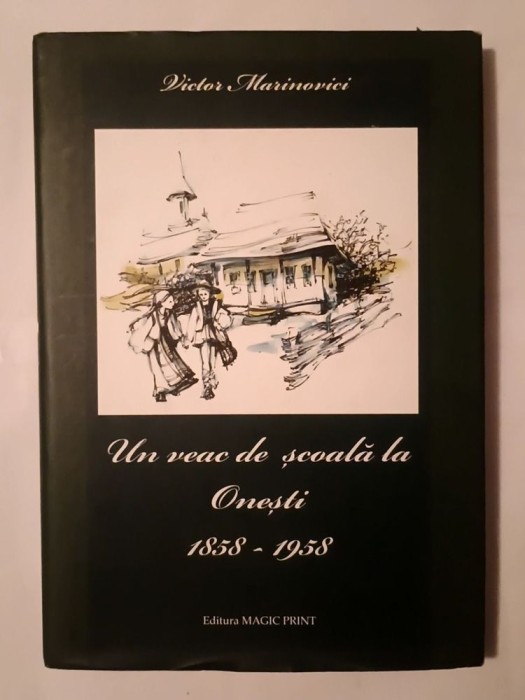 Victor Marinovici
Un veac de școală la
Onești
1858 - 1958
Editura MAGIC PRINT